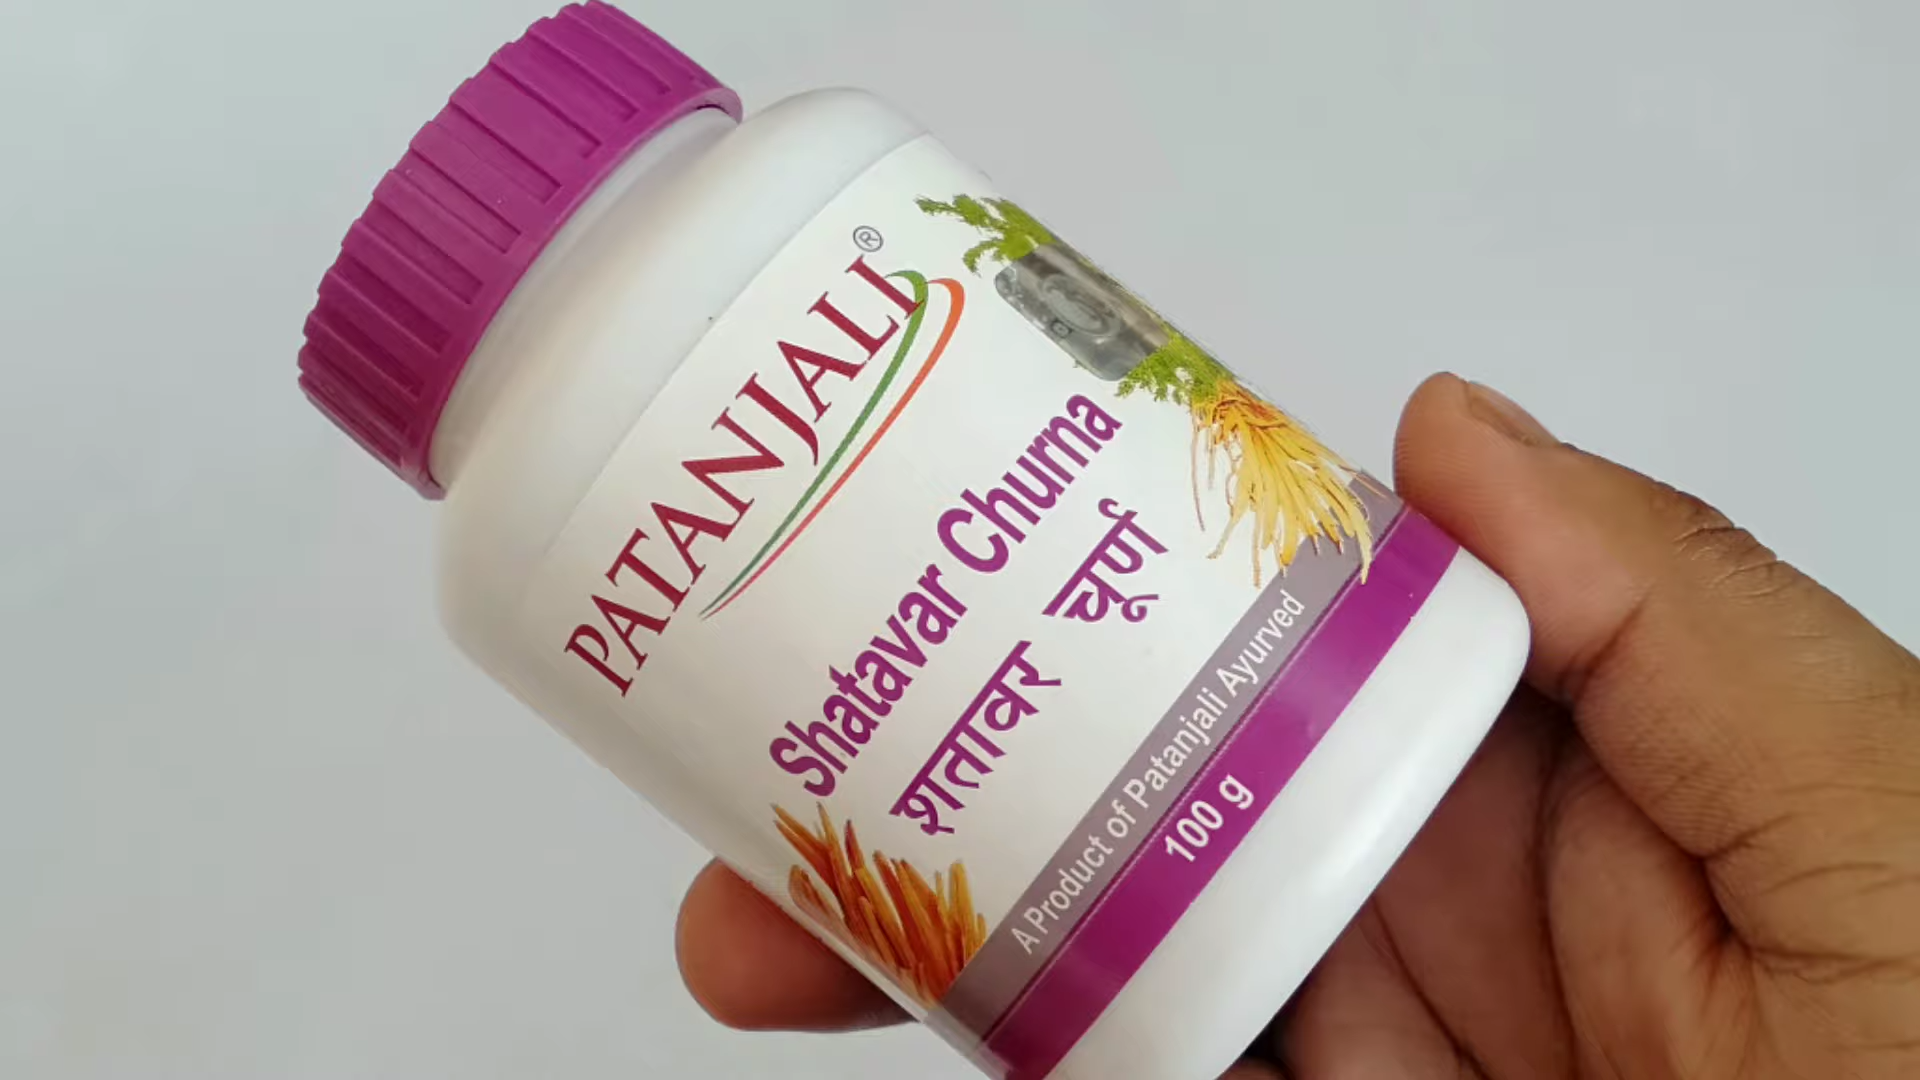 PATANJALI®
Shatavar Churna
शतावर चूर्ण
A Product of Patanjali Ayurved
100 g